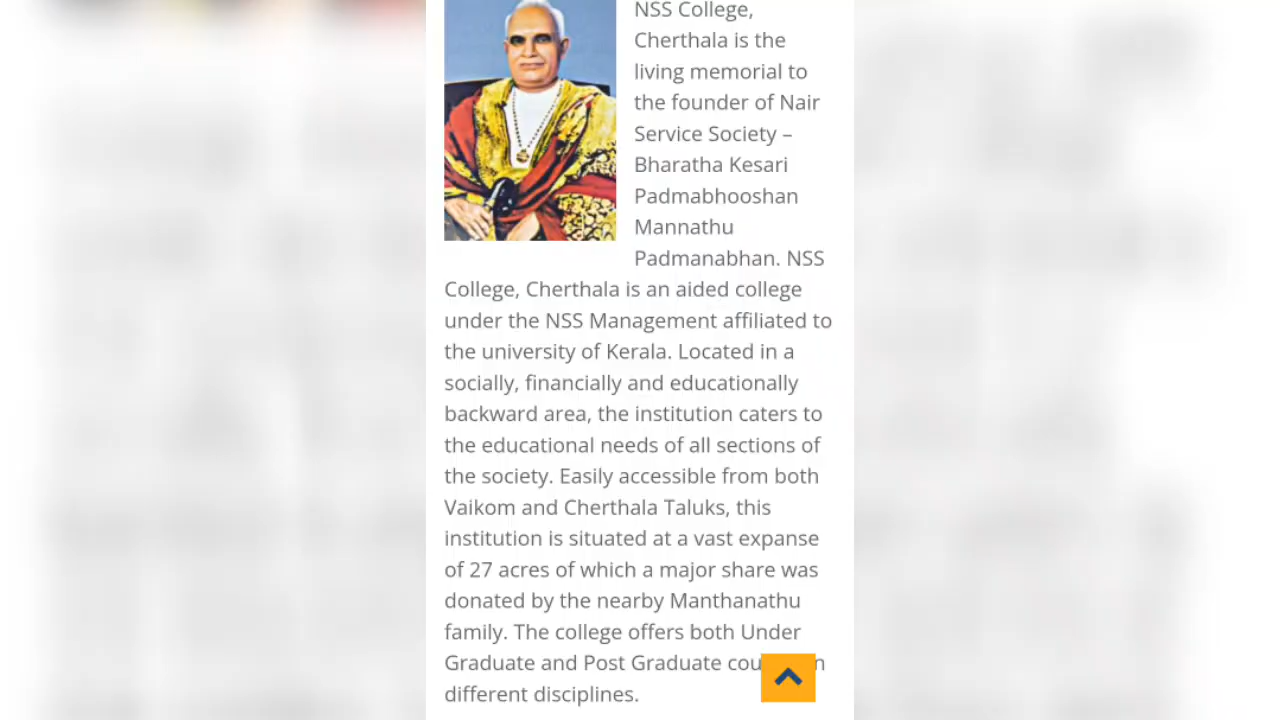 NSS College,
Cherthala is the
living memorial to
the founder of Nair
Service Society –
Bharatha Kesari
Padmabhooshan
Mannathu
Padmanabhan. NSS
College, Cherthala is an aided college
under the NSS Management affiliated to
the university of Kerala. Located in a
socially, financially and educationally
backward area, the institution caters to
the educational needs of all sections of
the society. Easily accessible from both
Vaikom and Cherthala Taluks, this
institution is situated at a vast expanse
of 27 acres of which a major share was
donated by the nearby Manthanathu
family. The college offers both Under
Graduate and Post Graduate
different disciplines.